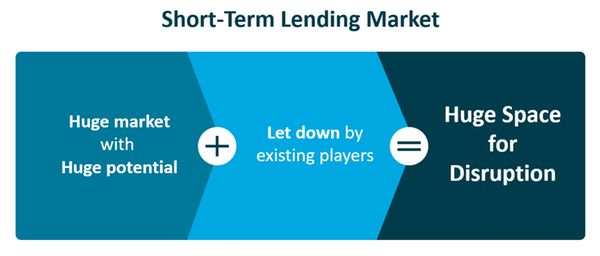 Short-Term Lending Market
Huge market
with
Huge potential
+
Let down by
existing players
=
Huge Space
for
Disruption